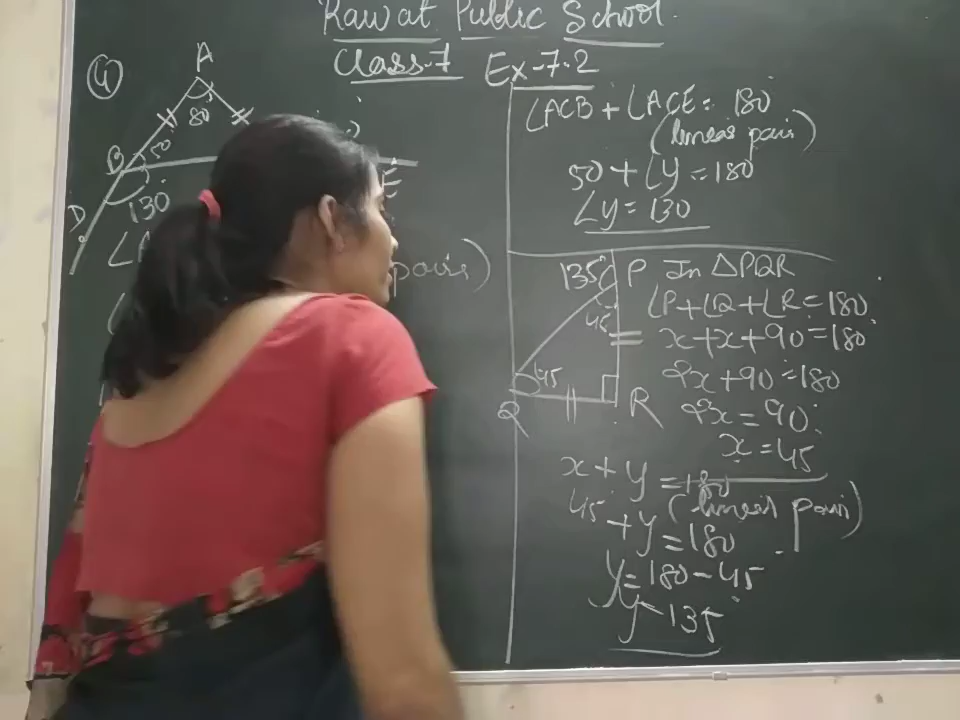 Rawat Public School.
Class-7 Ex-7.2
4
A
80
B 50
130
D
E
∠A
pair)
∠ACB + ∠ACE = 180°
(linear pair)
50 + ∠y = 180
∠y = 130
135° P In △PQR
45
∠P+∠Q+∠R = 180
x+x+90 = 180°
45
2x+90 = 180
Q R 2x = 90
x = 45
x + y = 180
(linear pair)
45 + y = 180
y = 180 - 45
y = 135